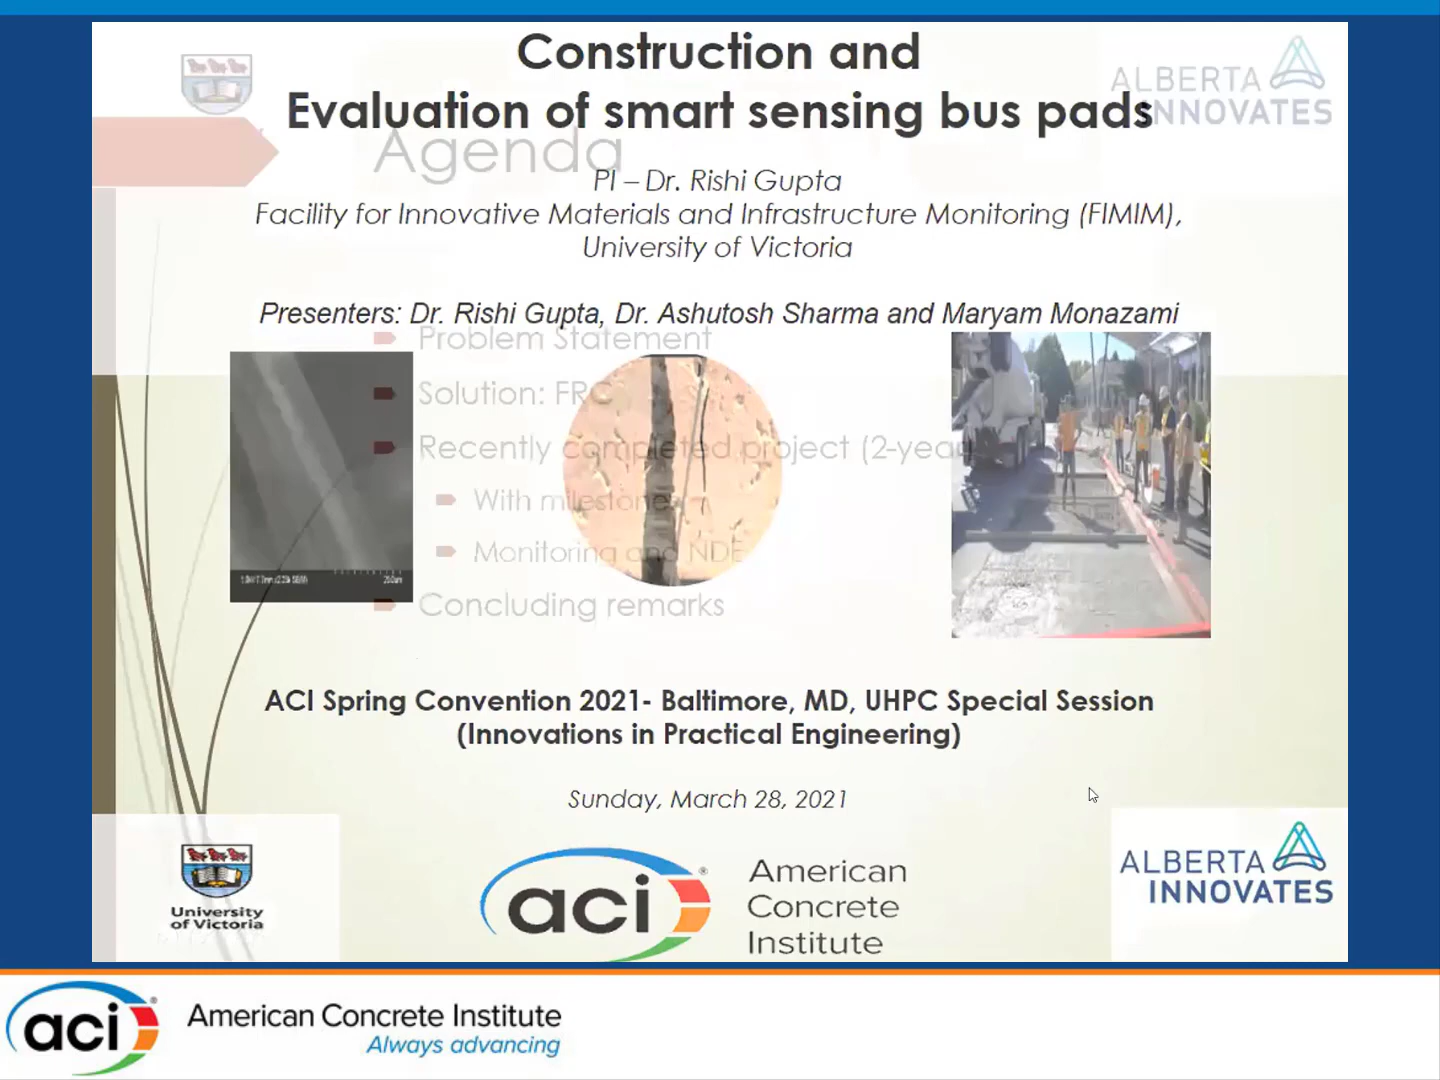 Construction and
Evaluation of smart sensing bus pads
ALBERTA
INNOVATES
Agenda
PI – Dr. Rishi Gupta
Facility for Innovative Materials and Infrastructure Monitoring (FIMIM),
University of Victoria
Presenters: Dr. Rishi Gupta, Dr. Ashutosh Sharma and Maryam Monazami
Problem Statement
Solution: FRC
Recently completed project (2-year
With milestones
Monitoring and NDE
Concluding remarks
ACI Spring Convention 2021- Baltimore, MD, UHPC Special Session
(Innovations in Practical Engineering)
Sunday, March 28, 2021
University
of Victoria
aci®
American
Concrete
Institute
ALBERTA
INNOVATES
aci®
American Concrete Institute
Always advancing